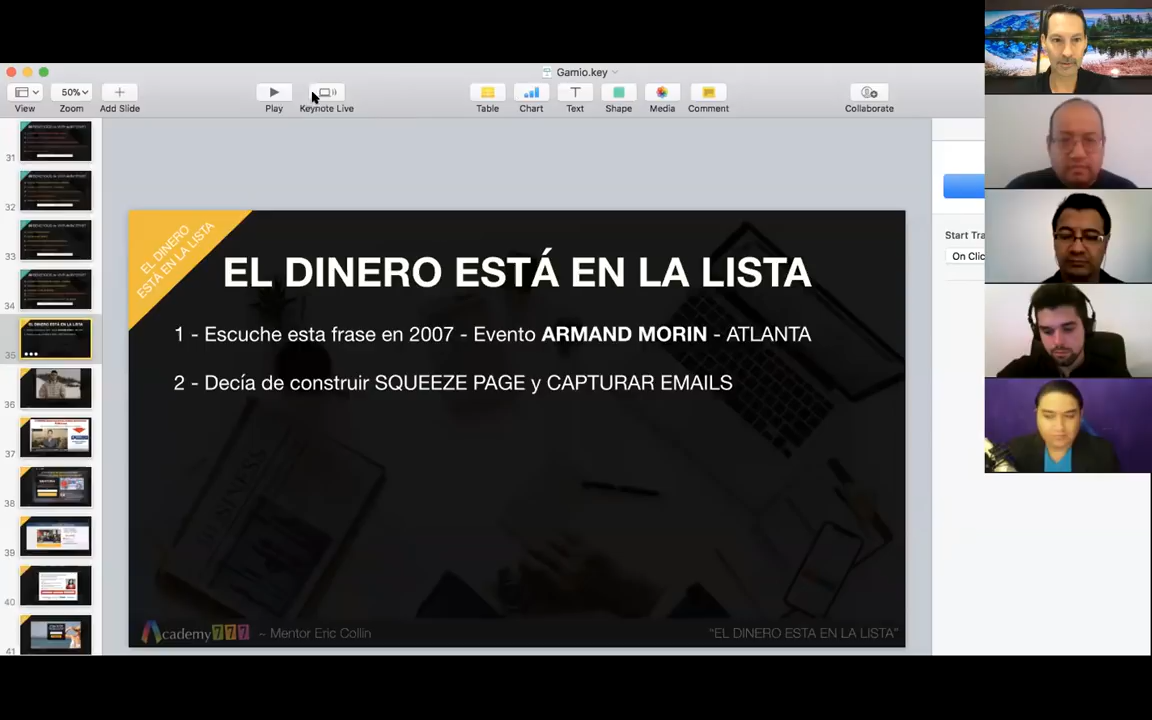 Gamio.key
50%
View
Zoom
Add Slide
Play
Keynote Live
Table
Chart
Text
Shape
Media
Comment
Collaborate
31
32
33
34
35
36
37
38
39
40
41
EL DINERO
ESTÁ EN LA LISTA
EL DINERO ESTÁ EN LA LISTA
1 - Escuche esta frase en 2007 - Evento ARMAND MORIN - ATLANTA
2 - Decía de construir SQUEEZE PAGE y CAPTURAR EMAILS
BUSINESS
Academy777 ~ Mentor Eric Collin
“EL DINERO ESTA EN LA LISTA”
Start Tra
On Clic